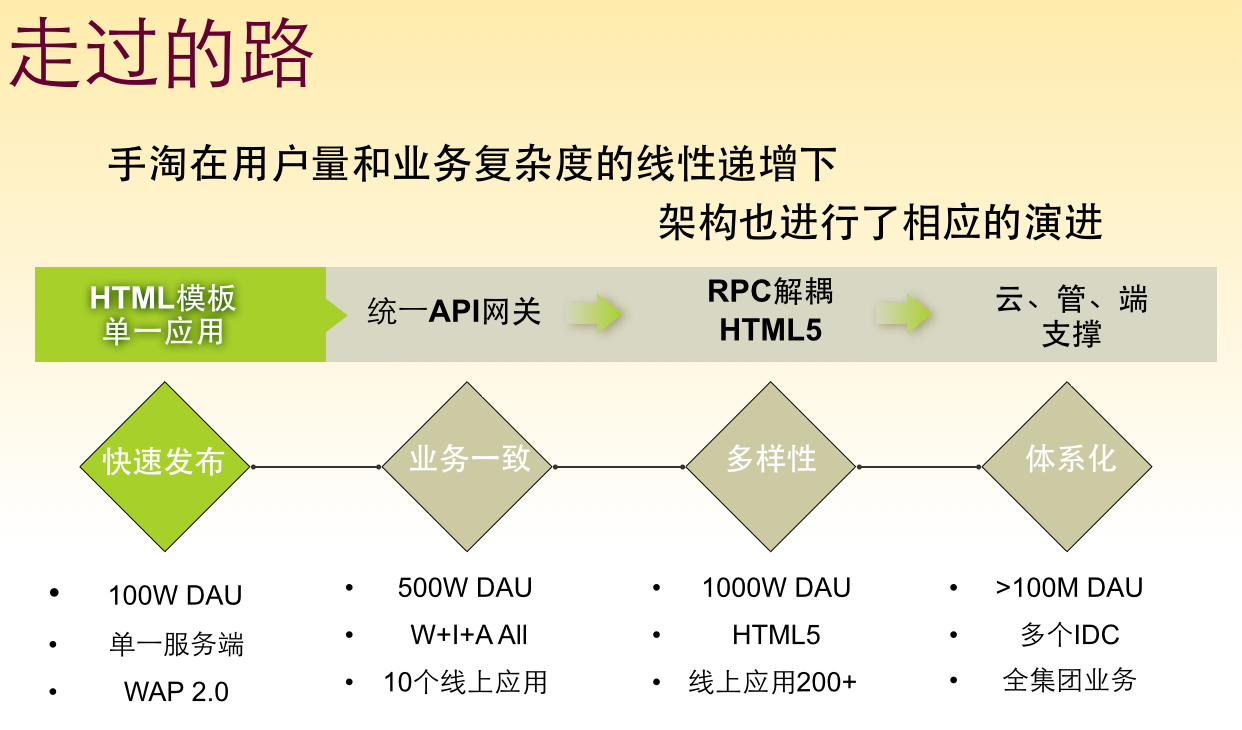 走过的路
手淘在用户量和业务复杂度的线性递增下
架构也进行了相应的演进
HTML模板
单一应用
统一API网关
RPC解耦
HTML5
云、管、端
支撑
快速发布
业务一致
多样性
体系化
• 100W DAU
• 单一服务端
• WAP 2.0
• 500W DAU
• W+I+A All
• 10个线上应用
• 1000W DAU
• HTML5
• 线上应用200+
• >100M DAU
• 多个IDC
• 全集团业务